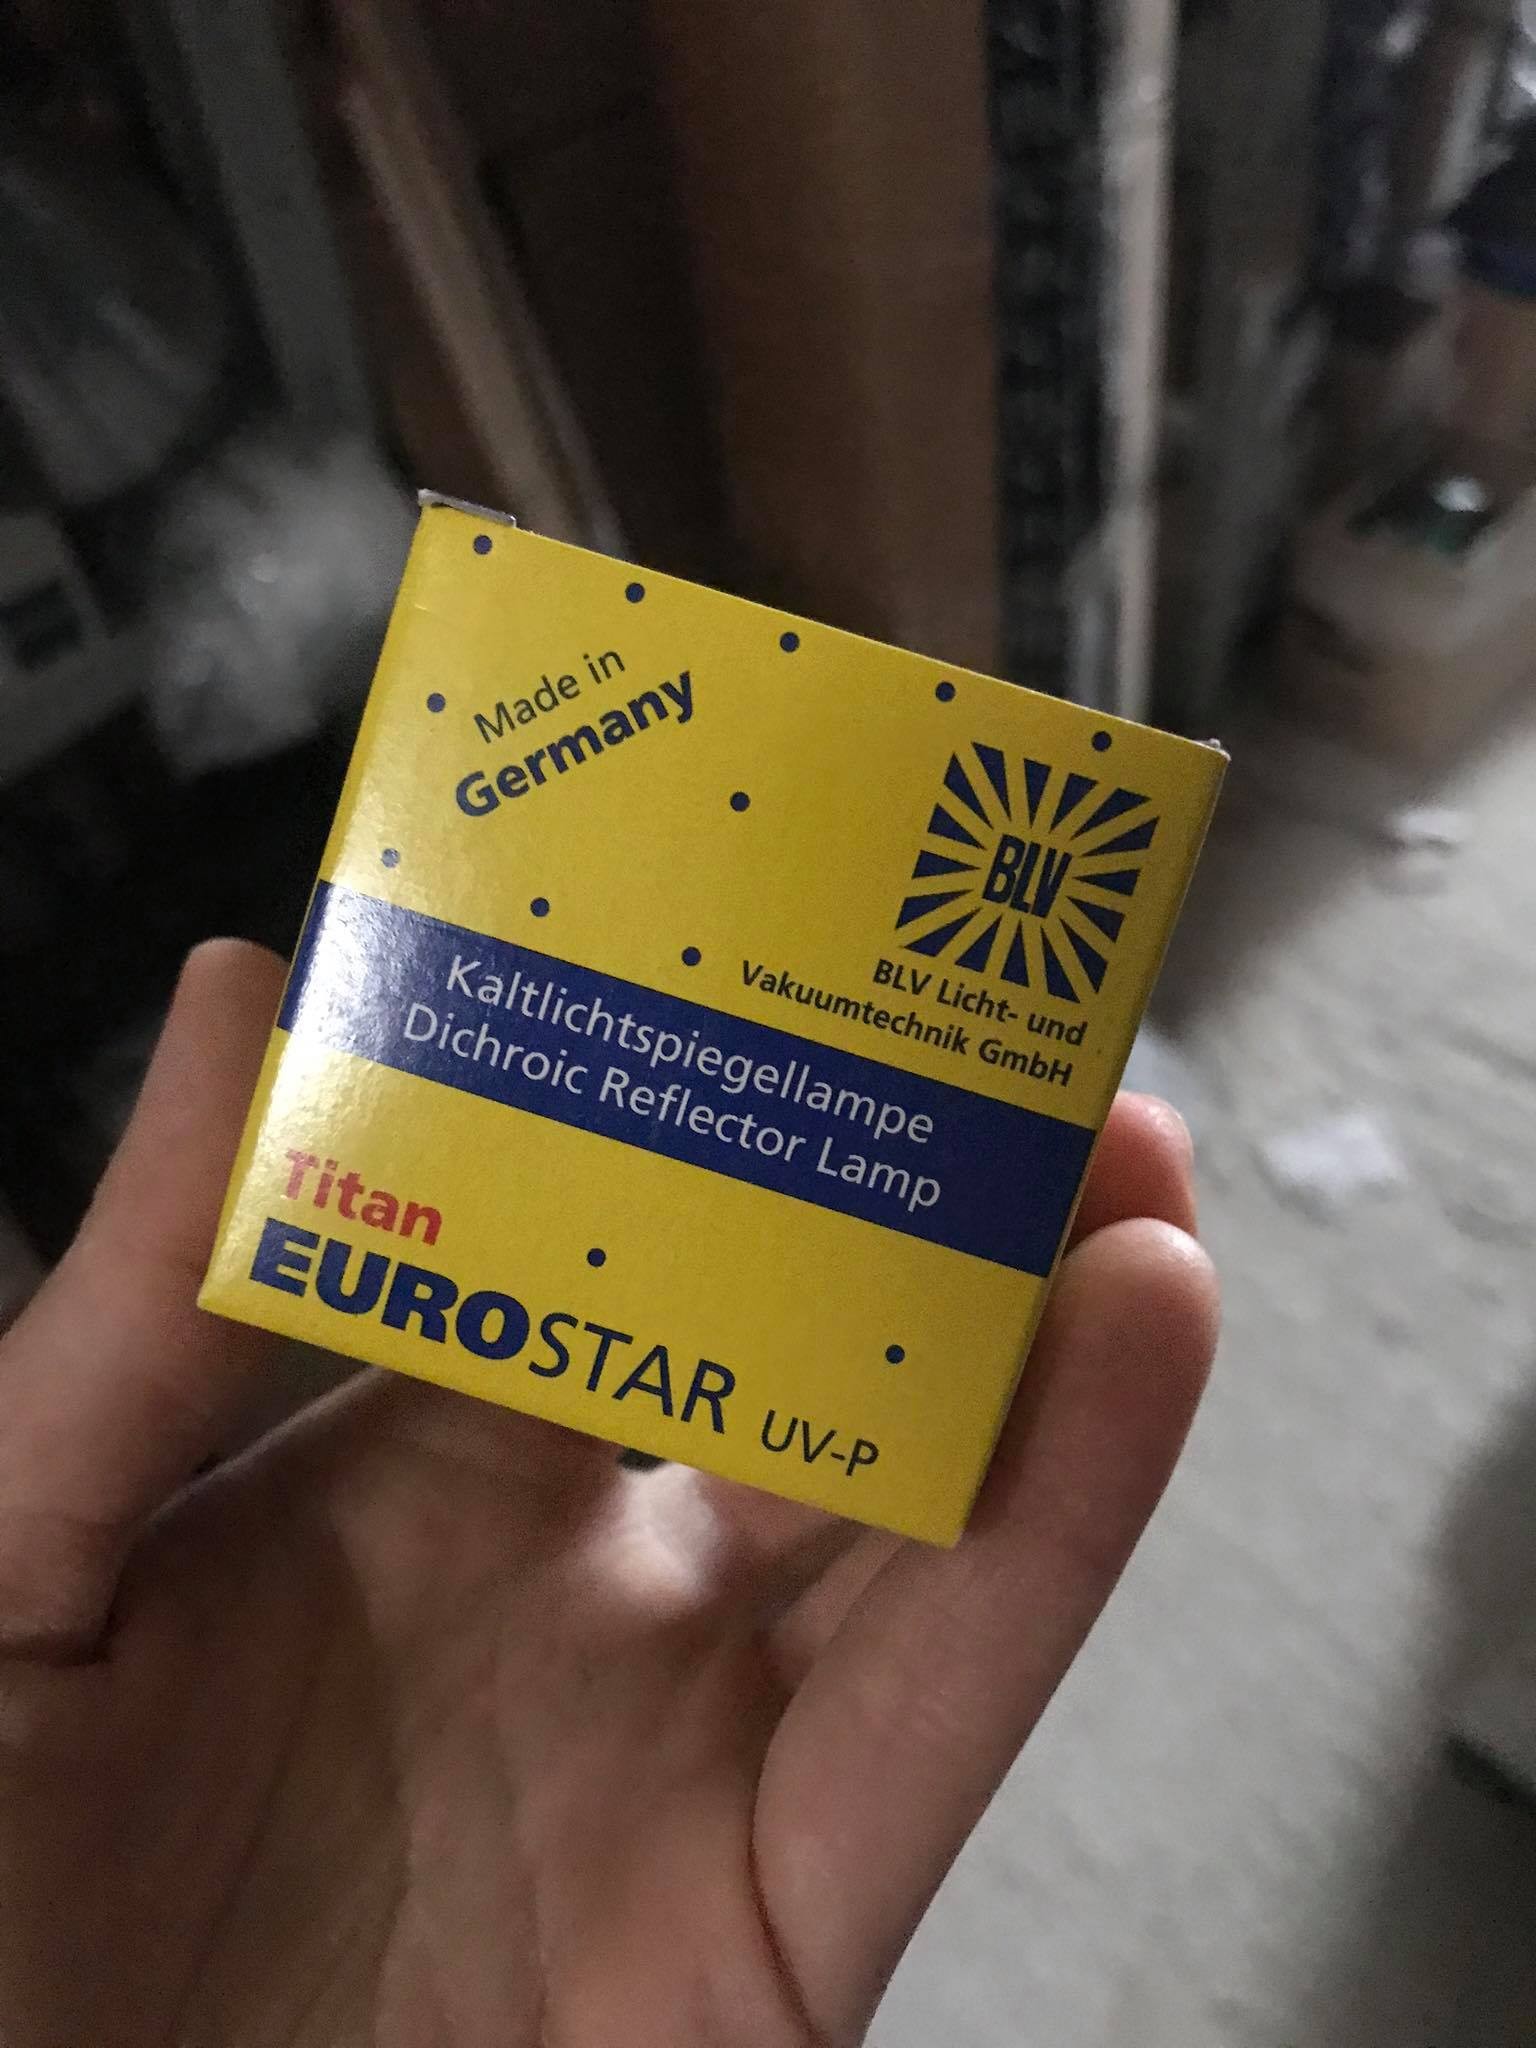 Made in
Germany
BLV
BLV Licht- und
Vakuumtechnik GmbH
Kaltlichtspiegellampe
Dichroic Reflector Lamp
Titan
EUROSTAR UV-P